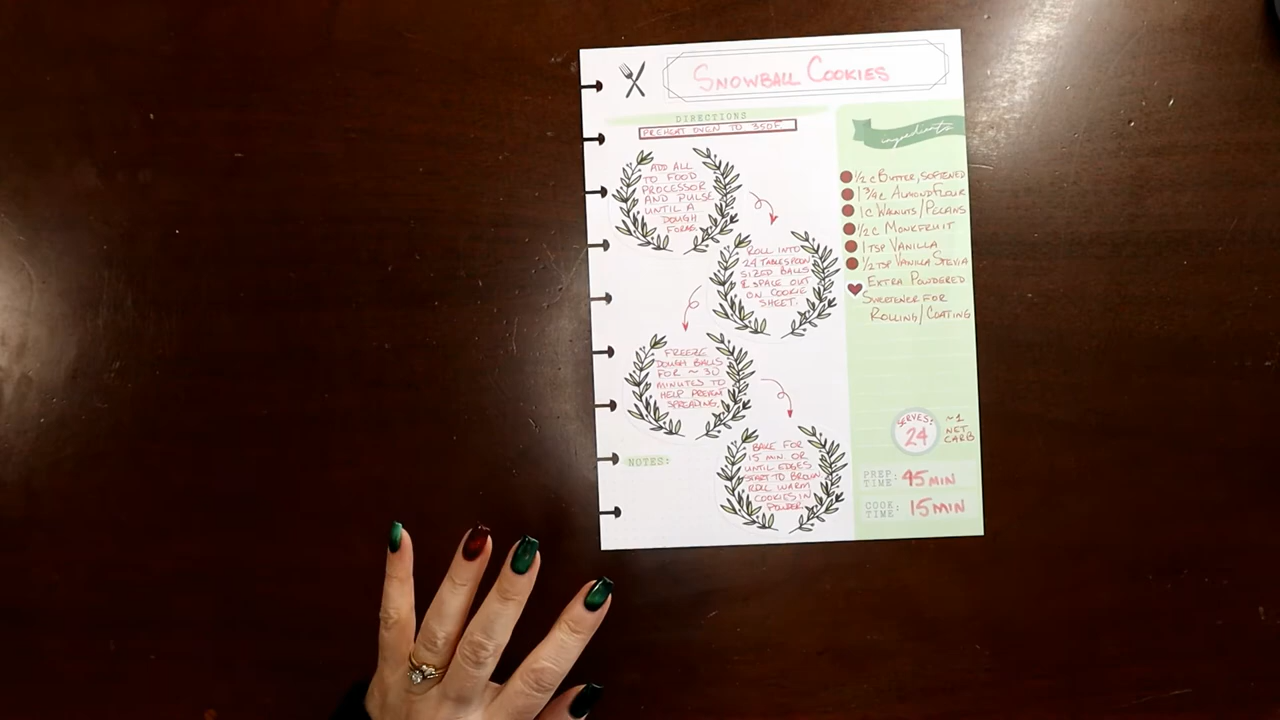 SNOWBALL COOKIES
DIRECTIONS
PREHEAT OVEN TO 350F
ADD ALL
TO FOOD
PROCESSOR
AND PULSE
UNTIL A
DOUGH
FORMS.
ROLL INTO
24 TABLESPOON
SIZED BALLS
& SPACE OUT
ON COOKIE
SHEET.
FREEZE
DOUGH BALLS
FOR ~ 30
MINUTES TO
HELP PREVENT
SPREADING.
BAKE FOR
15 MIN. OR
UNTIL EDGES
START TO BROWN.
ROLL WARM
COOKIES IN
POWDER.
NOTES:
ingredients
1/2 C BUTTER, SOFTENED
1 3/4 C ALMOND FLOUR
1 C WALNUTS/PECANS
1/2 C MONKFRUIT
1 TSP VANILLA
1/2 TSP VANILLA STEVIA
EXTRA POWDERED
SWEETENER FOR
ROLLING/COATING
SERVES:
24
~1
NET
CARB
PREP
TIME: 45 MIN
COOK
TIME: 15 MIN